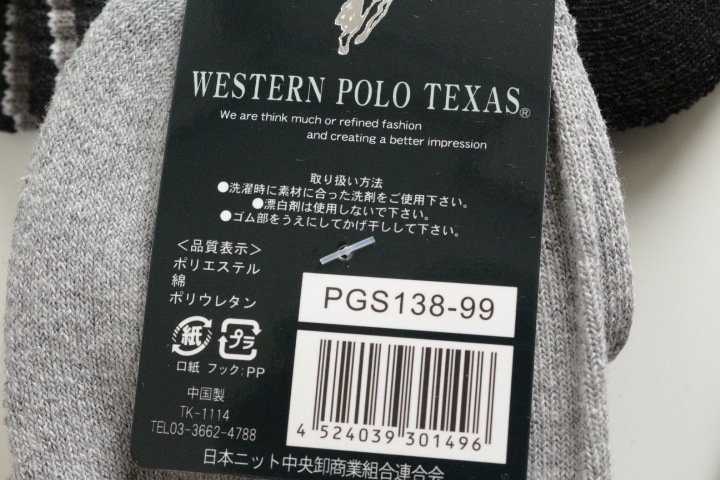 WESTERN POLO TEXAS®
We are think much or refined fashion
and creating a better impression
取り扱い方法
●洗濯時に素材に合った洗剤をご使用下さい。
●漂白剤は使用しないで下さい。
●ゴム部をうえにしてかげ干しして下さい。
<品質表示>
ポリエステル
綿
ポリウレタン
紙 プラ
口紙 フック:PP
中国製
TK-1114
TEL03-3662-4788
PGS138-99
4 524039 301496
日本ニット中央卸商業組合連合会